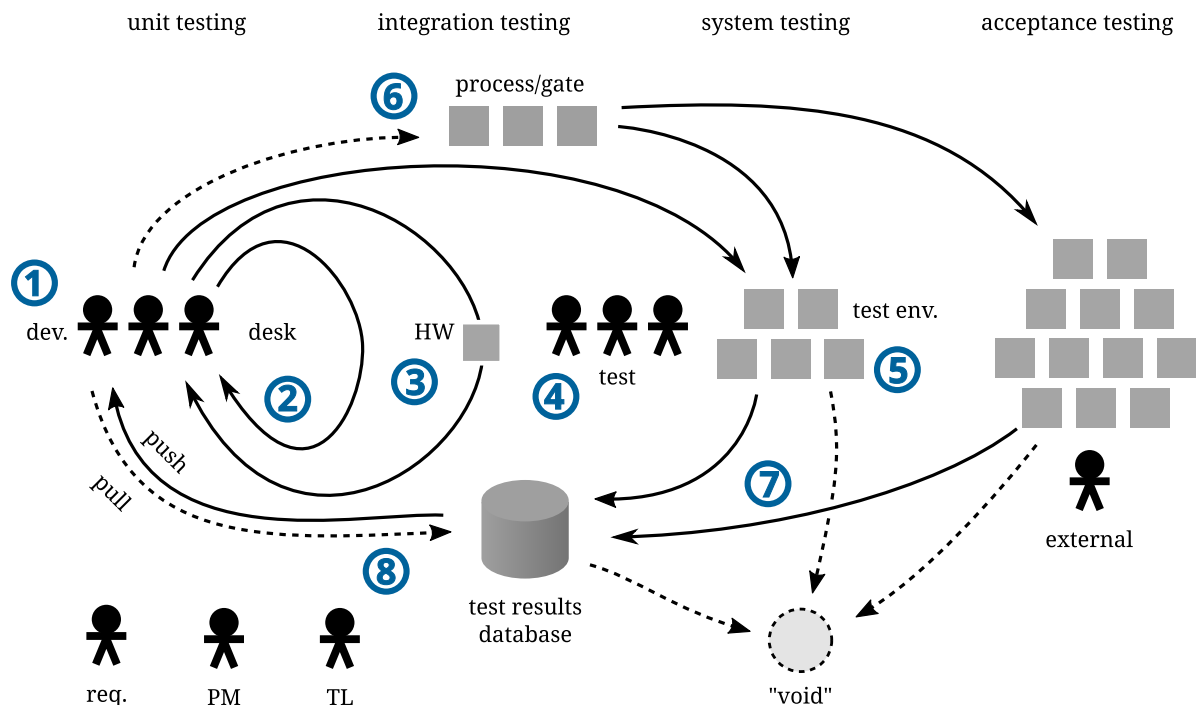 unit testing
integration testing
system testing
acceptance testing
6
process/gate
1
dev.
desk
HW
test env.
2
3
4
test
5
push
pull
7
external
8
test results
database
req.
PM
TL
"void"